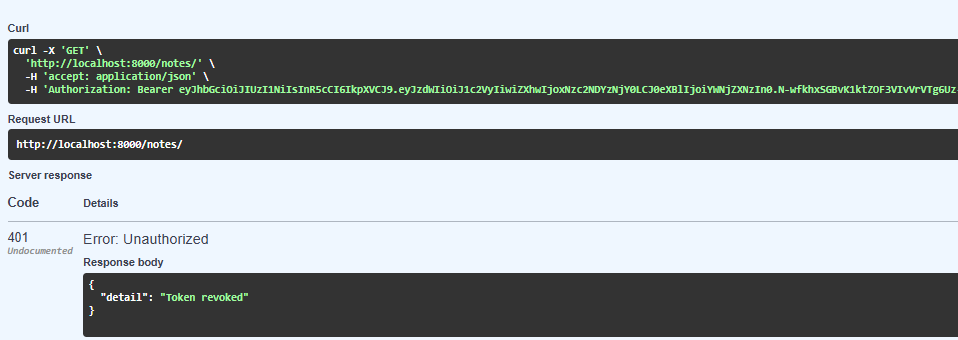 Curl
curl -X 'GET' \
'http://localhost:8000/notes/' \
-H 'accept: application/json' \
-H 'Authorization: Bearer eyJhbGciOiJIUzI1NiIsInR5cCI6IkpXVCJ9.eyJzdWIiOiJ1c2VyIiwiZXhwIjoxNzc2NDYzNjY0LCJ0eXBlIjoiYWNjZXNzIn0.N-wfkhxSGBvK1ktZOF3VIvVrVTg6Uz
Request URL
http://localhost:8000/notes/
Server response
Code Details
401 Error: Unauthorized
Undocumented
Response body
{
"detail": "Token revoked"
}